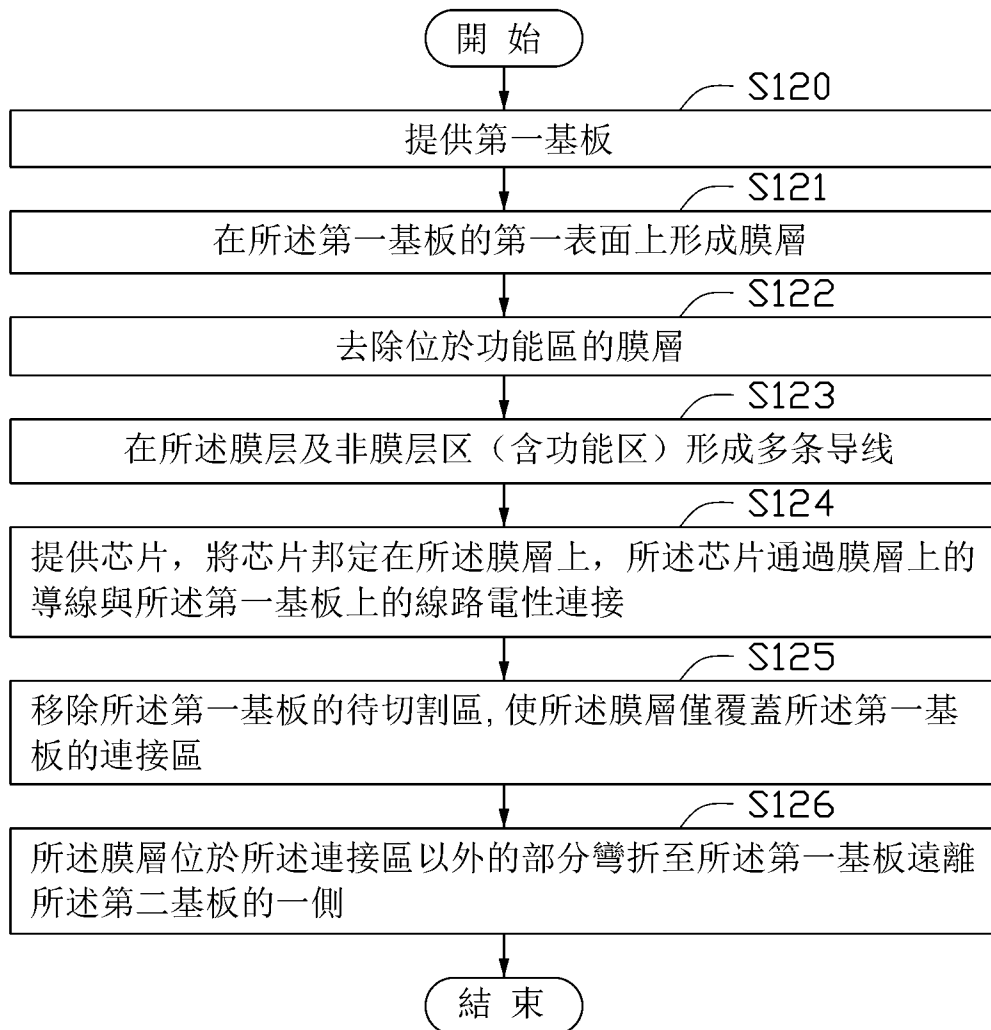 開 始
S120
提供第一基板
S121
在所述第一基板的第一表面上形成膜層
S122
去除位於功能區的膜層
S123
在所述膜层及非膜层区（含功能区）形成多条导线
S124
提供芯片，將芯片邦定在所述膜層上，所述芯片通過膜層上的
導線與所述第一基板上的線路電性連接
S125
移除所述第一基板的待切割區,使所述膜層僅覆蓋所述第一基
板的連接區
S126
所述膜層位於所述連接區以外的部分彎折至所述第一基板遠離
所述第二基板的一側
結 束